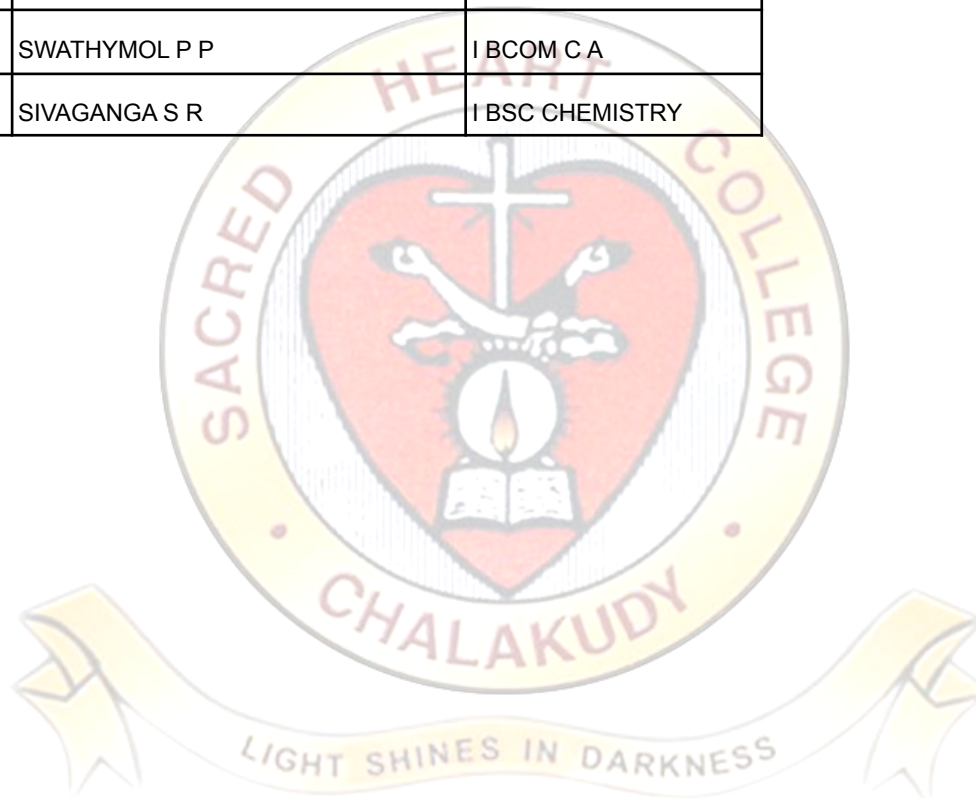 SWATHYMOL P P I BCOM C A
SIVAGANGA S R I BSC CHEMISTRY
SACRED HEART COLLEGE
CHALAKUDY
LIGHT SHINES IN DARKNESS